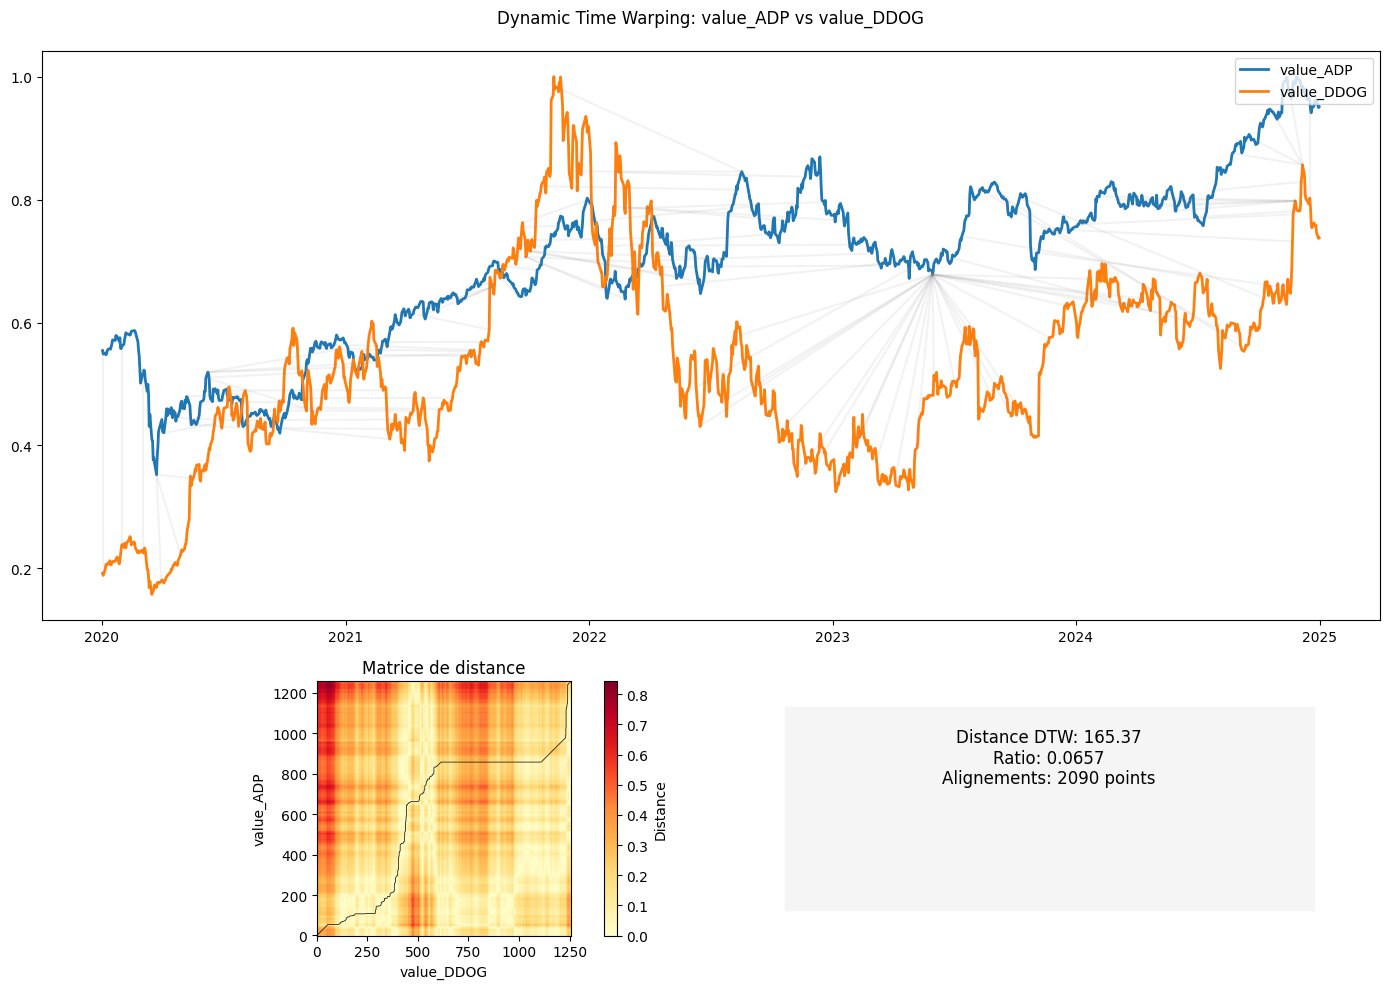 Dynamic Time Warping: value_ADP vs value_DDOG
value_ADP
value_DDOG
1.0
0.8
0.6
0.4
0.2
2020 2021 2022 2023 2024 2025
Matrice de distance
value_ADP
1200
1000
800
600
400
200
0
0 250 500 750 1000 1250
value_DDOG
0.8
0.7
0.6
0.5
0.4
0.3
0.2
0.1
0.0
Distance
Distance DTW: 165.37
Ratio: 0.0657
Alignements: 2090 points